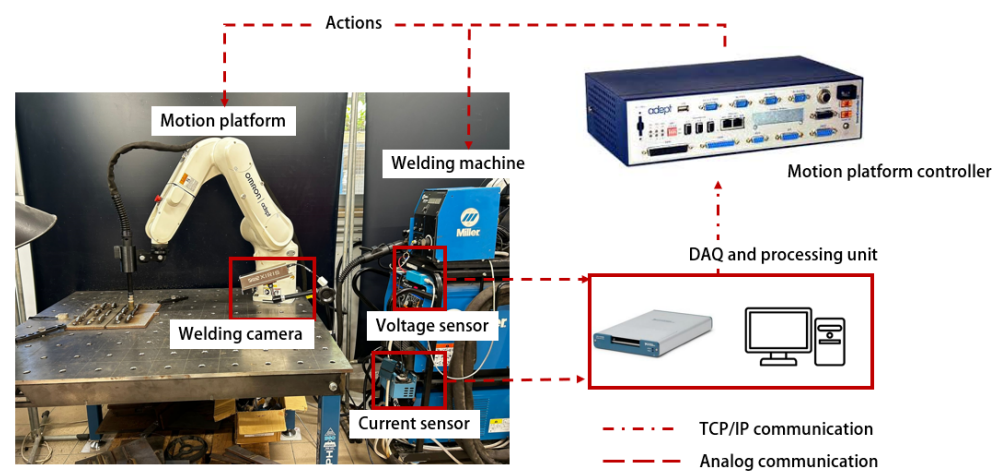 Actions
Motion platform
Welding machine
adept
Motion platform controller
OMRON adept
Miller
DAQ and processing unit
Welding camera
Voltage sensor
Current sensor
TCP/IP communication
Analog communication